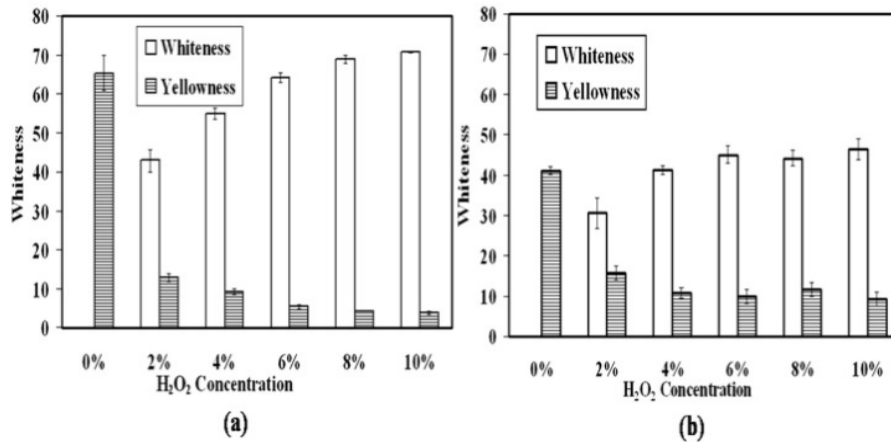 80
70
60
50
40
30
20
10
0
Whiteness
Whiteness
Yellowness
0% 2% 4% 6% 8% 10%
H₂O₂ Concentration
(a)
80
70
60
50
40
30
20
10
0
Whiteness
Whiteness
Yellowness
0% 2% 4% 6% 8% 10%
H₂O₂ Concentration
(b)